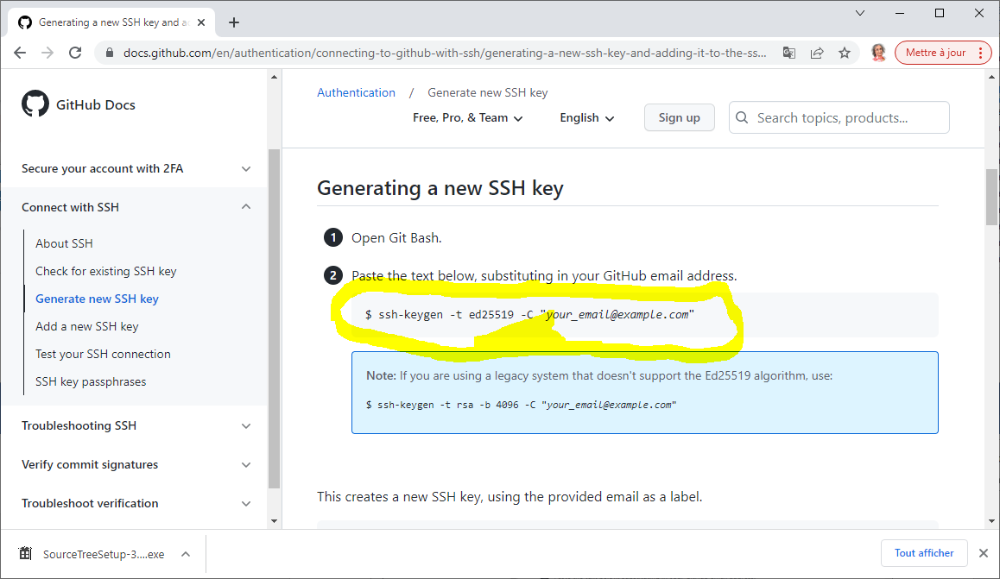 Generating a new SSH key and a
docs.github.com/en/authentication/connecting-to-github-with-ssh/generating-a-new-ssh-key-and-adding-it-to-the-ss...
Mettre à jour
GitHub Docs
Secure your account with 2FA
Connect with SSH
About SSH
Check for existing SSH key
Generate new SSH key
Add a new SSH key
Test your SSH connection
SSH key passphrases
Troubleshooting SSH
Verify commit signatures
Troubleshoot verification
Authentication / Generate new SSH key
Free, Pro, & Team English Sign up Search topics, products...
Generating a new SSH key
1 Open Git Bash.
2 Paste the text below, substituting in your GitHub email address.
$ ssh-keygen -t ed25519 -C "your_email@example.com"
Note: If you are using a legacy system that doesn't support the Ed25519 algorithm, use:
$ ssh-keygen -t rsa -b 4096 -C "your_email@example.com"
This creates a new SSH key, using the provided email as a label.
SourceTreeSetup-3....exe
Tout afficher